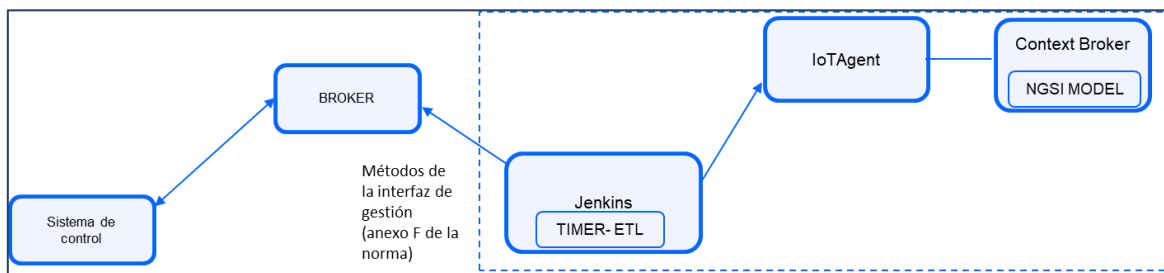 Context Broker
IoTAgent
NGSI MODEL
BROKER
Métodos de
la interfaz de
gestión
(anexo F de la
norma)
Jenkins
TIMER- ETL
Sistema de
control